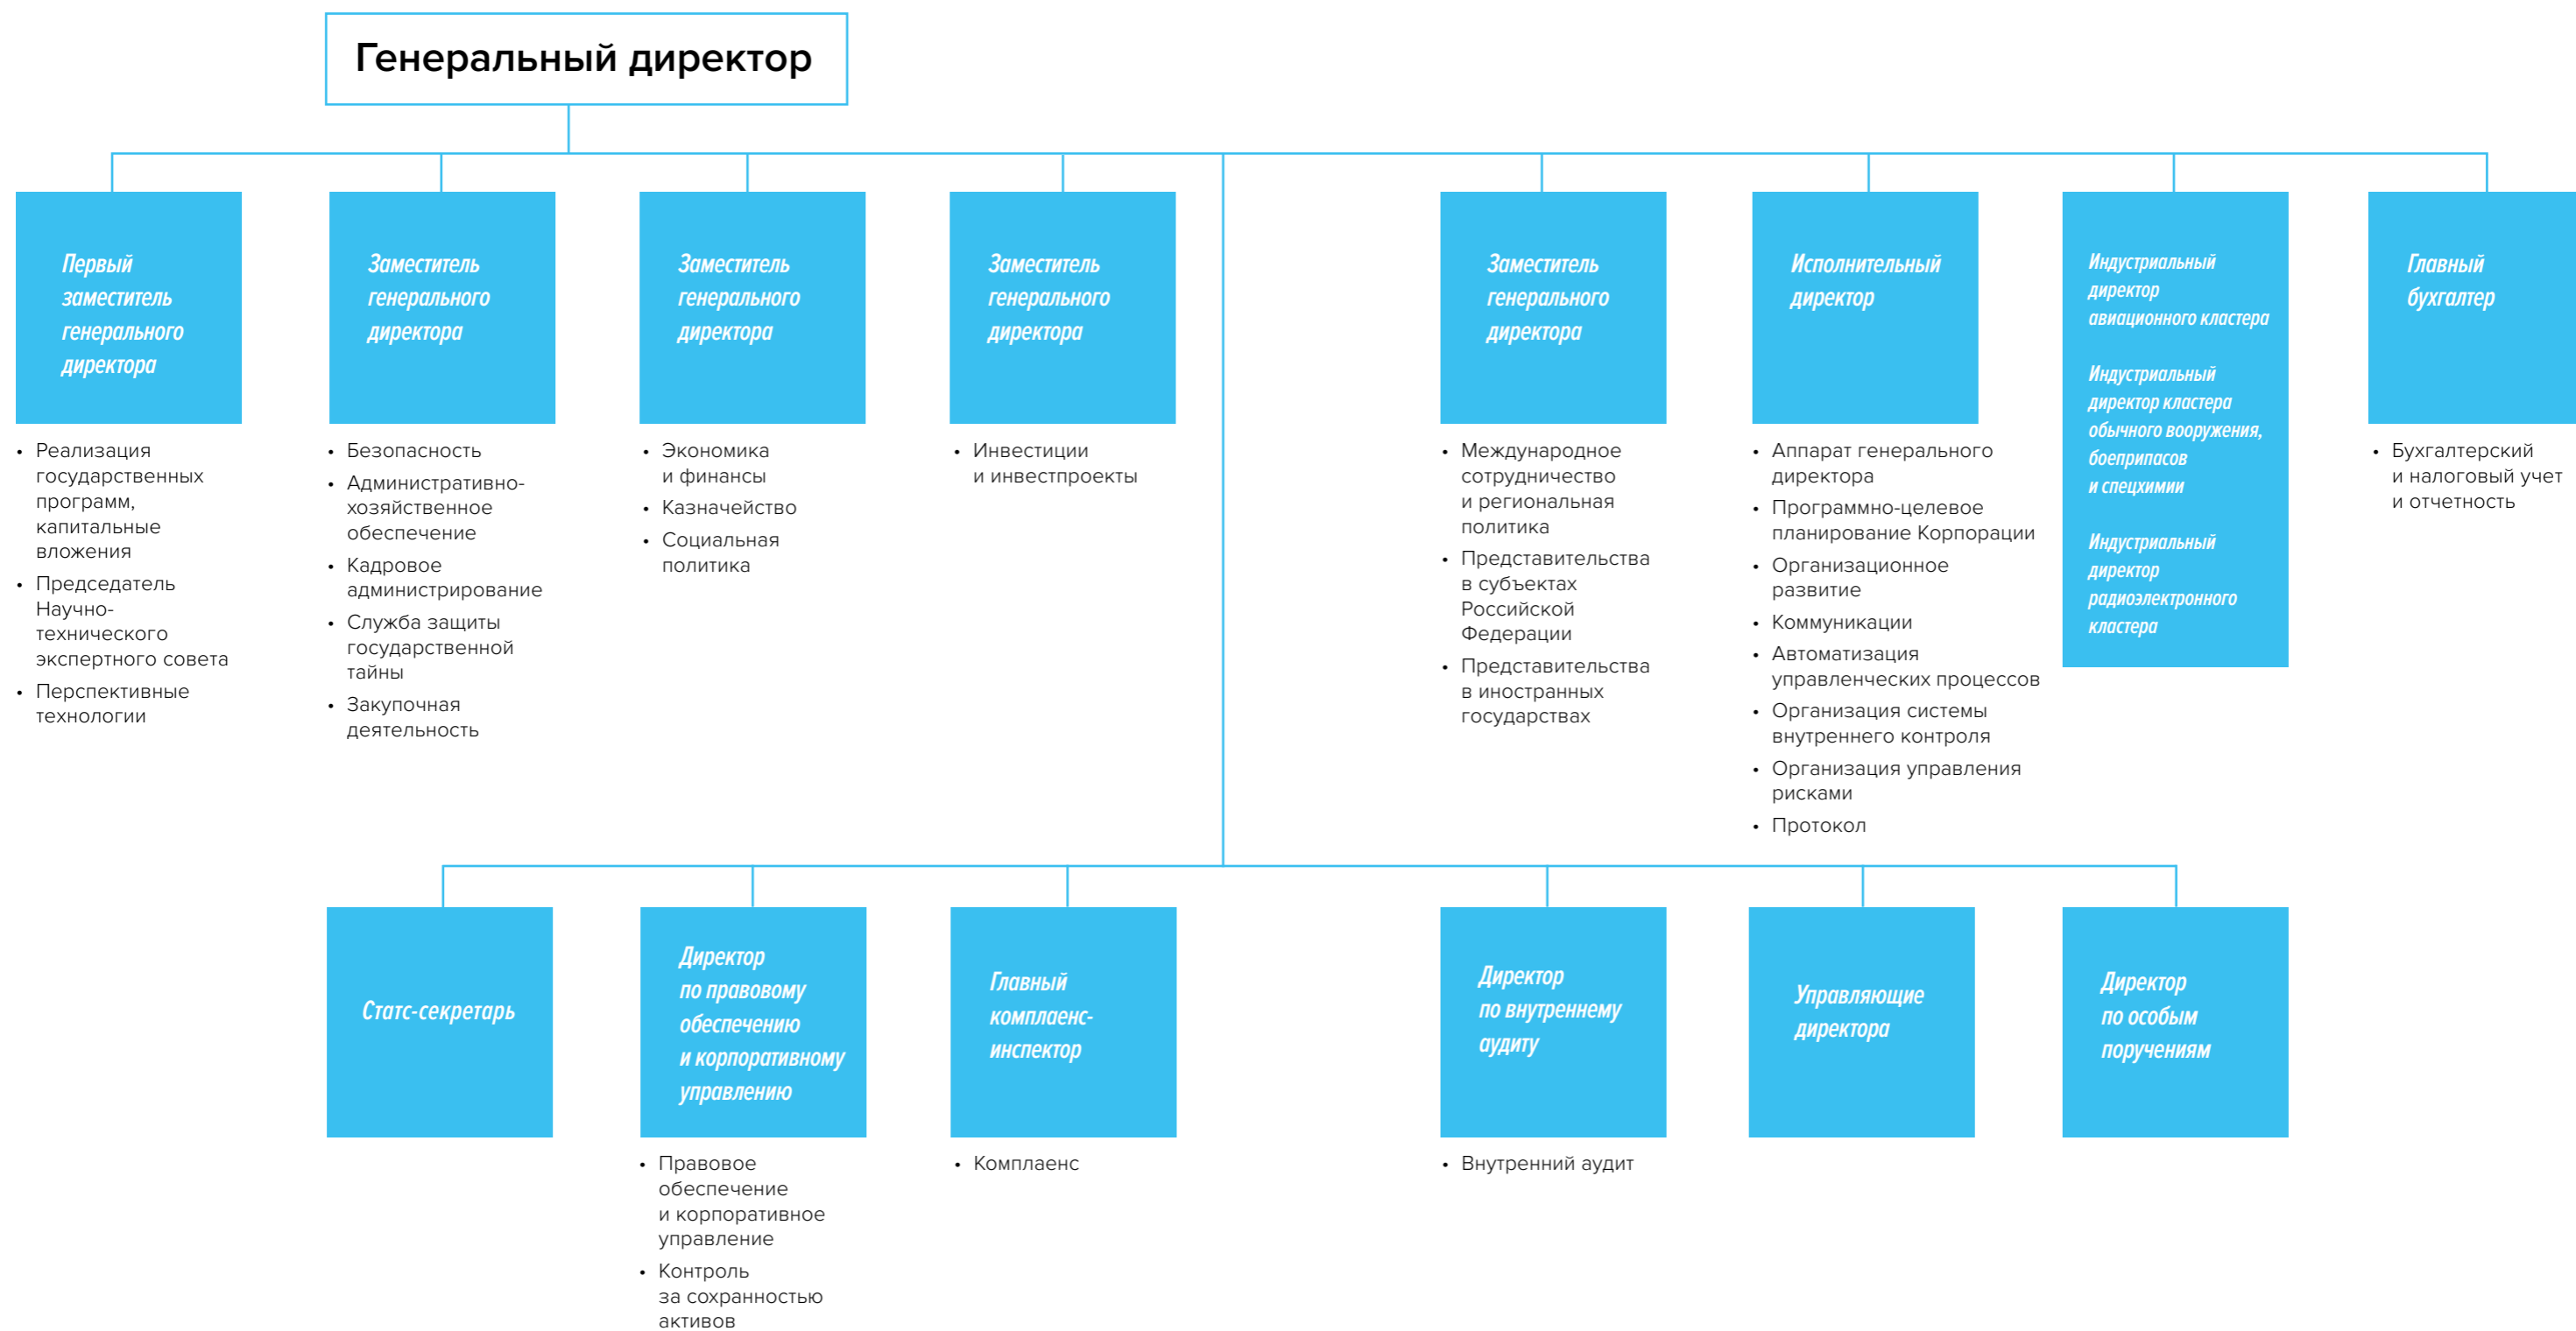 Генеральный директор
Первый
заместитель
генерального
директора
• Реализация
государственных
программ,
капитальные
вложения
• Председатель
Научно-
технического
экспертного совета
• Перспективные
технологии
Заместитель
генерального
директора
• Безопасность
• Административно-
хозяйственное
обеспечение
• Кадровое
администрирование
• Служба защиты
государственной
тайны
• Закупочная
деятельность
Заместитель
генерального
директора
• Экономика
и финансы
• Казначейство
• Социальная
политика
Заместитель
генерального
директора
• Инвестиции
и инвестпроекты
Заместитель
генерального
директора
• Международное
сотрудничество
и региональная
политика
• Представительства
в субъектах
Российской
Федерации
• Представительства
в иностранных
государствах
Исполнительный
директор
• Аппарат генерального
директора
• Программно-целевое
планирование Корпорации
• Организационное
развитие
• Коммуникации
• Автоматизация
управленческих процессов
• Организация системы
внутреннего контроля
• Организация управления
рисками
• Протокол
Индустриальный
директор
авиационного кластера
Индустриальный
директор кластера
обычного вооружения,
боеприпасов
и спецхимии
Индустриальный
директор
радиоэлектронного
кластера
Главный
бухгалтер
• Бухгалтерский
и налоговый учет
и отчетность
Статс-секретарь
Директор
по правовому
обеспечению
и корпоративному
управлению
• Правовое
обеспечение
и корпоративное
управление
• Контроль
за сохранностью
активов
Главный
комплаенс-
инспектор
• Комплаенс
Директор
по внутреннему
аудиту
• Внутренний аудит
Управляющие
директора
Директор
по особым
поручениям